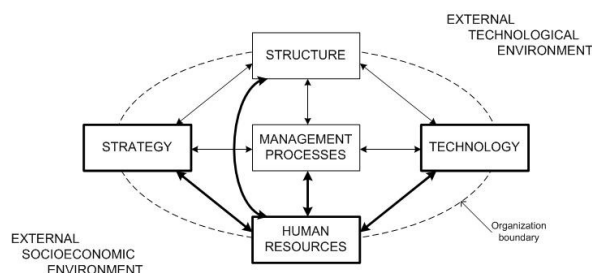 EXTERNAL
TECHNOLOGICAL
ENVIRONMENT
STRUCTURE
STRATEGY
MANAGEMENT
PROCESSES
TECHNOLOGY
HUMAN
RESOURCES
Organization
boundary
EXTERNAL
SOCIOECONOMIC
ENVIRONMENT